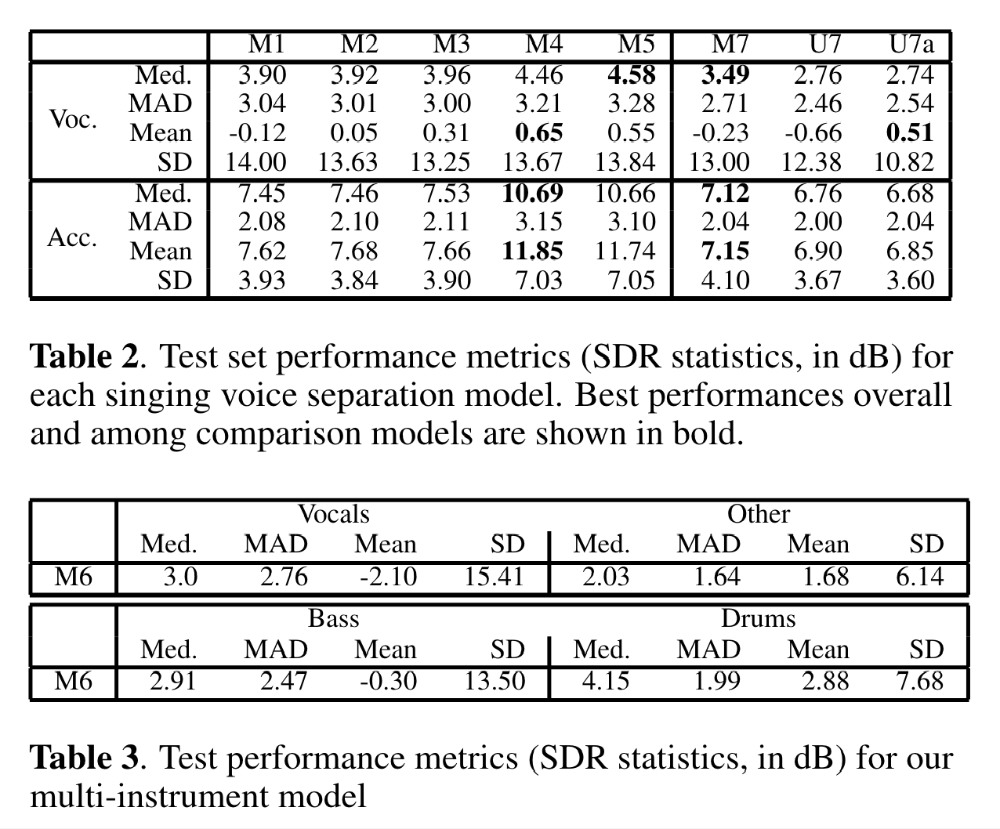 M1 M2 M3 M4 M5 M7 U7 U7a
Med. 3.90 3.92 3.96 4.46 4.58 3.49 2.76 2.74
MAD 3.04 3.01 3.00 3.21 3.28 2.71 2.46 2.54
Voc.
Mean -0.12 0.05 0.31 0.65 0.55 -0.23 -0.66 0.51
SD 14.00 13.63 13.25 13.67 13.84 13.00 12.38 10.82
Med. 7.45 7.46 7.53 10.69 10.66 7.12 6.76 6.68
MAD 2.08 2.10 2.11 3.15 3.10 2.04 2.00 2.04
Acc.
Mean 7.62 7.68 7.66 11.85 11.74 7.15 6.90 6.85
SD 3.93 3.84 3.90 7.03 7.05 4.10 3.67 3.60
Table 2. Test set performance metrics (SDR statistics, in dB) for
each singing voice separation model. Best performances overall
and among comparison models are shown in bold.
Vocals Other
Med. MAD Mean SD Med. MAD Mean SD
M6 3.0 2.76 -2.10 15.41 2.03 1.64 1.68 6.14
Bass Drums
Med. MAD Mean SD Med. MAD Mean SD
M6 2.91 2.47 -0.30 13.50 4.15 1.99 2.88 7.68
Table 3. Test performance metrics (SDR statistics, in dB) for our
multi-instrument model